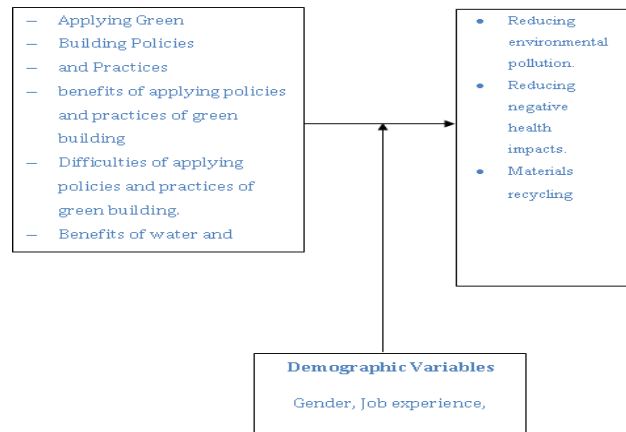 – Applying Green
– Building Policies
– and Practices
– benefits of applying policies
and practices of green
building
– Difficulties of applying
policies and practices of
green building.
– Benefits of water and
• Reducing
environmental
pollution.
• Reducing
negative
health
impacts.
• Materials
recycling
Demographic Variables
Gender, Job experience,